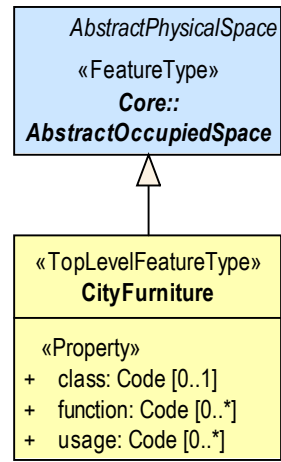 AbstractPhysicalSpace
«FeatureType»
Core::
AbstractOccupiedSpace
«TopLevelFeatureType»
CityFurniture
«Property»
+ class: Code [0..1]
+ function: Code [0..*]
+ usage: Code [0..*]